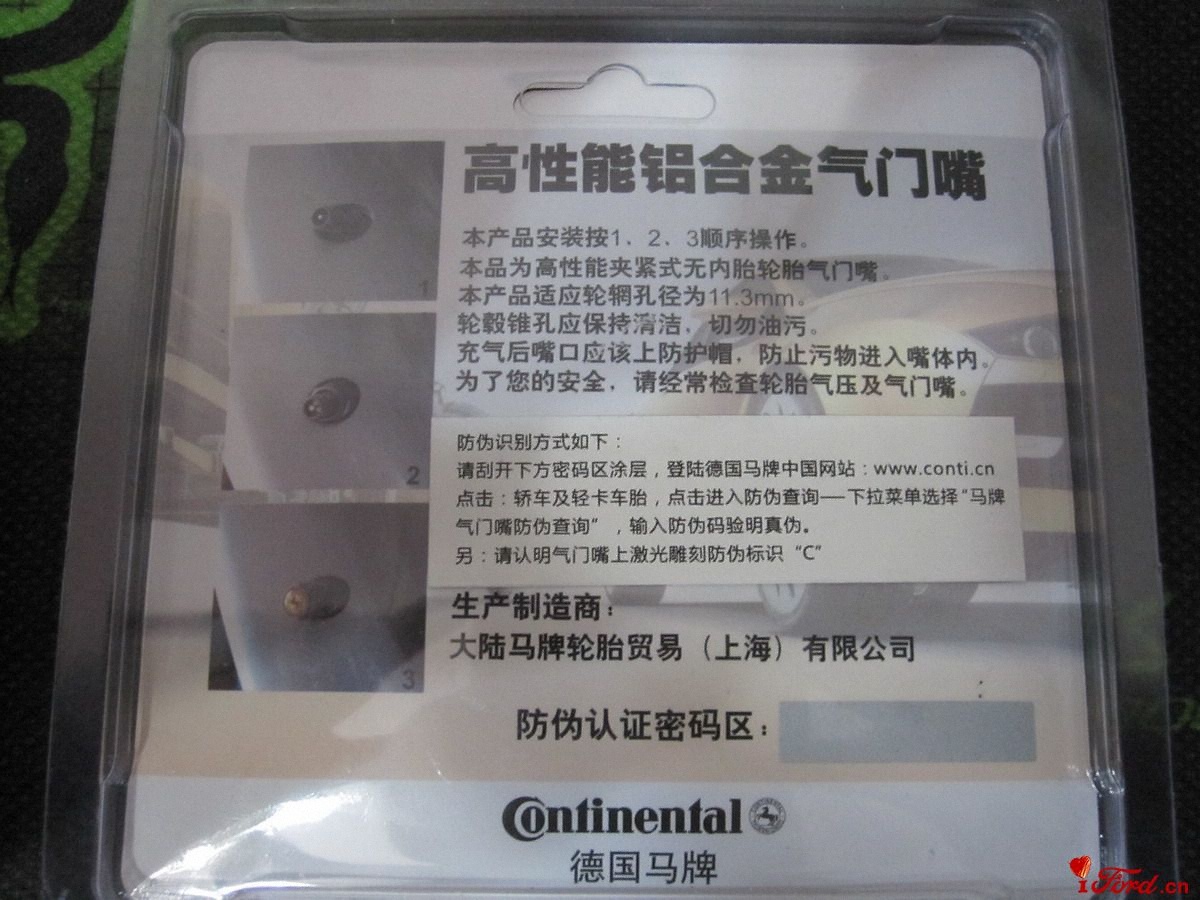 高性能铝合金气门嘴
本产品安装按1、2、3顺序操作。
本品为高性能夹紧式无内胎轮胎气门嘴。
本产品适应轮辋孔径为11.3mm。
轮毂锥孔应保持清洁，切勿油污。
充气后嘴口应该上防护帽，防止污物进入嘴体内。
为了您的安全，请经常检查轮胎气压及气门嘴。
1
2
3
防伪识别方式如下：
请刮开下方密码区涂层，登陆德国马牌中国网站：www.conti.cn
点击：轿车及轻卡车胎，点击进入防伪查询——下拉菜单选择“马牌
气门嘴防伪查询”，输入防伪码验明真伪。
另：请认明气门嘴上激光雕刻防伪标识“C”
生产制造商：
大陆马牌轮胎贸易（上海）有限公司
防伪认证密码区：
Continental
德国马牌
iFord.cn